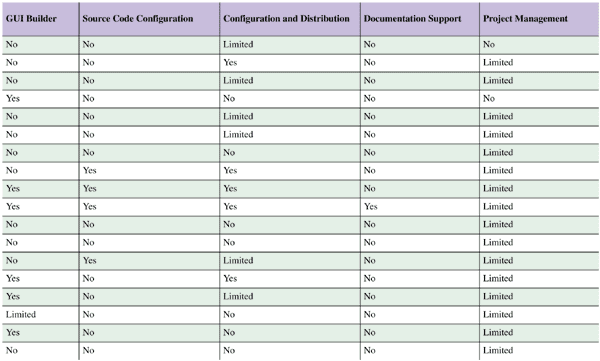 GUI Builder Source Code Configuration Configuration and Distribution Documentation Support Project Management
No No Limited No No
No No Yes No Limited
No No Limited No Limited
Yes No No No No
No No Limited No Limited
No No Limited No Limited
No No No No Limited
No Yes Yes No Limited
Yes Yes Yes No Limited
Yes Yes Yes Yes Limited
No No No No Limited
No No No No Limited
No Yes Limited No Limited
Yes No Yes No Limited
Yes No Limited No Limited
Limited No No No Limited
Yes No No No Limited
No No No No Limited